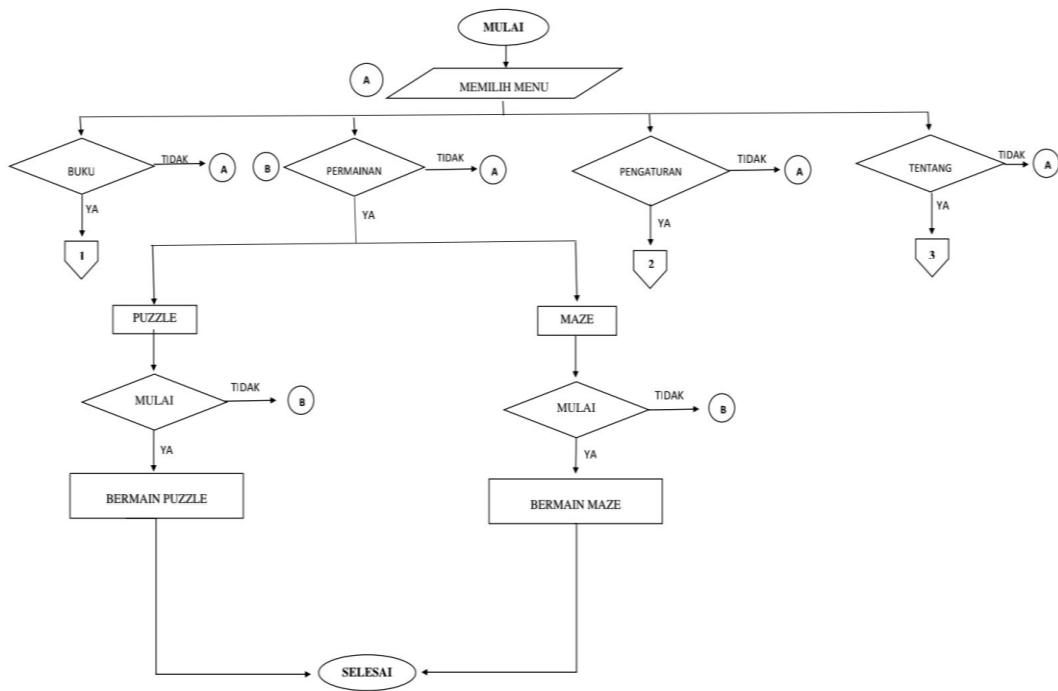 MULAI
A
MEMILIH MENU
BUKU
TIDAK
A
B
PERMAINAN
TIDAK
A
PENGATURAN
TIDAK
A
TENTANG
TIDAK
A
YA
YA
YA
YA
1
2
3
PUZZLE
MAZE
MULAI
TIDAK
B
MULAI
TIDAK
B
YA
YA
BERMAIN PUZZLE
BERMAIN MAZE
SELESAI